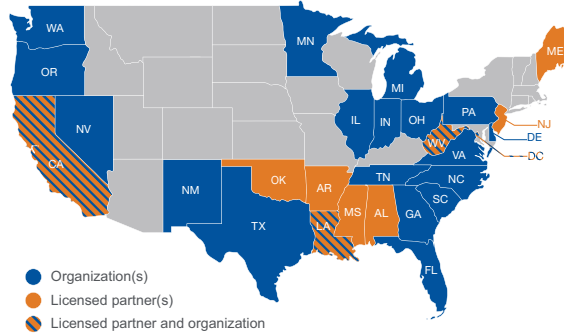 WA
MN
ME
OR
MI
PA
NV
IL
IN
OH
NJ
DE
CA
WV
VA
DC
NM
OK
AR
TN
NC
SC
TX
LA
MS
AL
GA
FL
Organization(s)
Licensed partner(s)
Licensed partner and organization